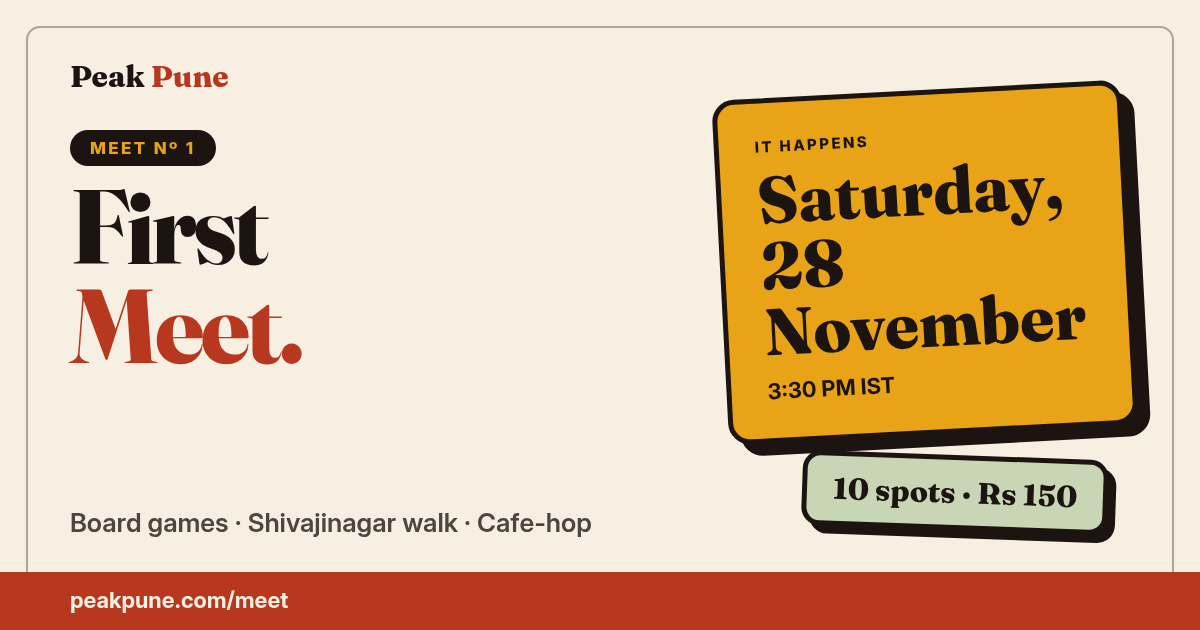 Peak Pune
MEET Nº 1
First
Meet.
IT HAPPENS
Saturday,
28
November
3:30 PM IST
10 spots · Rs 150
Board games · Shivajinagar walk · Cafe-hop
peakpune.com/meet